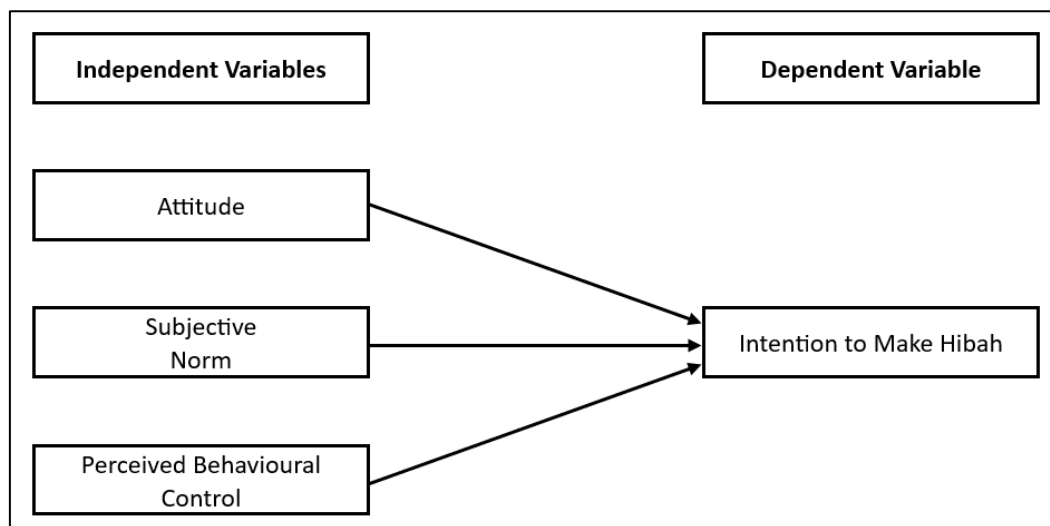 Independent Variables
Dependent Variable
Attitude
Subjective
Norm
Intention to Make Hibah
Perceived Behavioural
Control